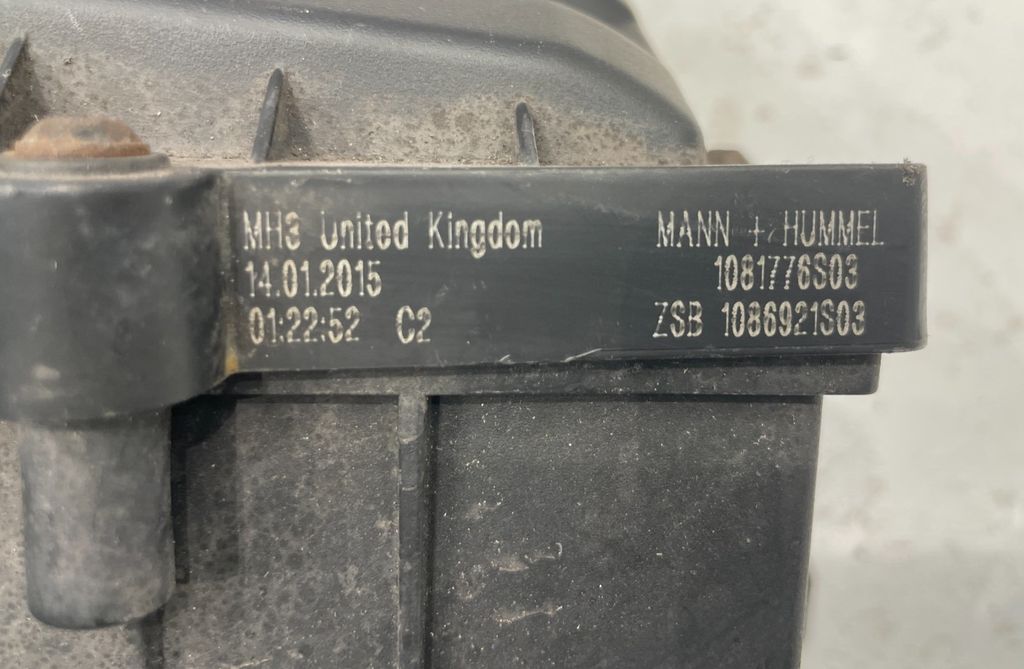 MH3 United Kingdom
14.01.2015
01:22:52 C2
MANN + HUMMEL
1081776S03
ZSB 1086921S03